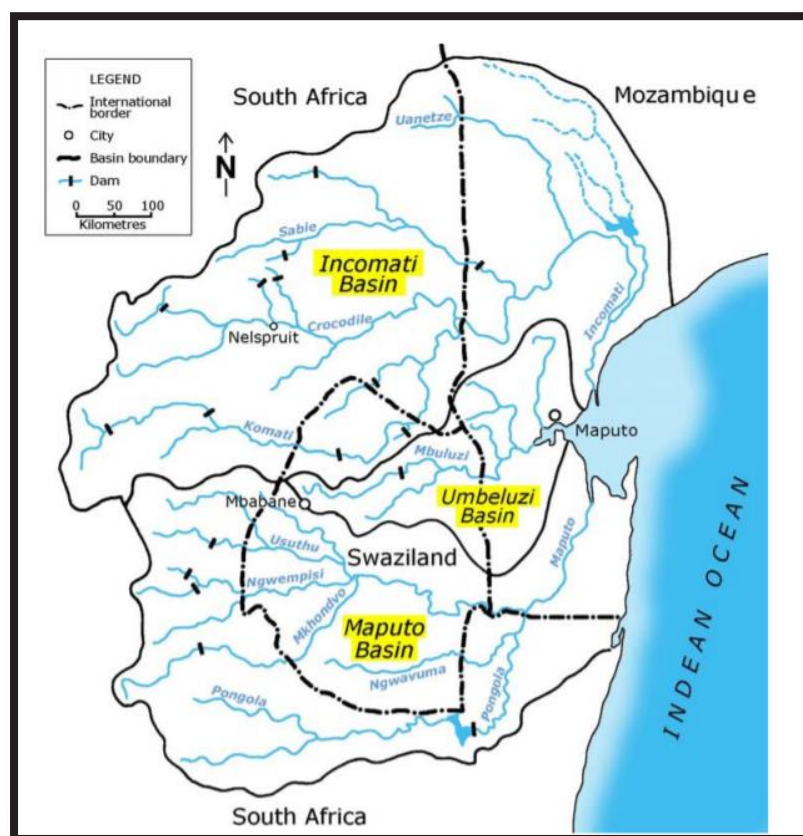 LEGEND
International
border
City
Basin boundary
Dam
0 50 100
Kilometres
N
South Africa
Mozambique
Uanetze
Sabie
Incomati
Basin
Incomati
Nelspruit
Crocodile
Komati
Maputo
Mbuluzi
Umbeluzi
Basin
Mbabane
Usuthu
Swaziland
Maputo
Ngwempisi
Mkhondvo
Maputo
Basin
Ngwavuma
Pongola
Pongola
INDEAN OCEAN
South Africa